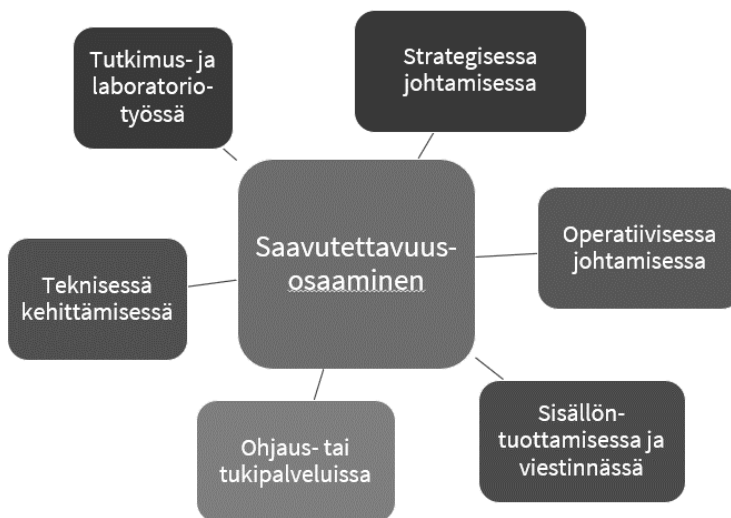 Tutkimus- ja
laboratorio-
työssä
Strategisessa
johtamisessa
Saavutettavuus-
osaaminen
Operatiivisessa
johtamisessa
Teknisessä
kehittämisessä
Ohjaus- tai
tukipalveluissa
Sisällön-
tuottamisessa ja
viestinnässä